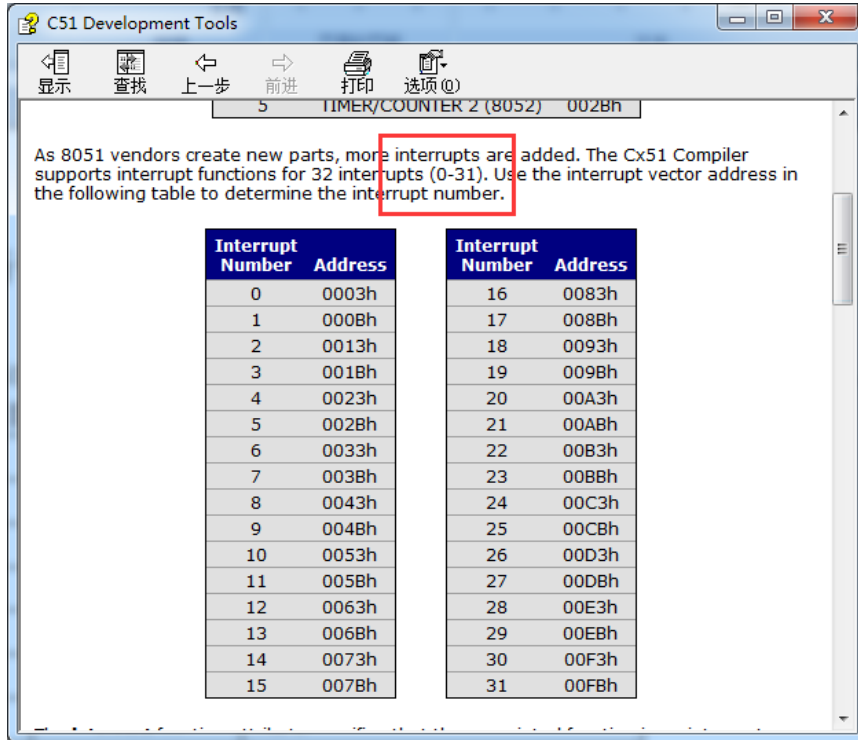 C51 Development Tools
显示 查找 上一步 前进 打印 选项(O)
5 TIMER/COUNTER 2 (8052) 002Bh
As 8051 vendors create new parts, more interrupts are added. The Cx51 Compiler
supports interrupt functions for 32 interrupts (0-31). Use the interrupt vector address in
the following table to determine the interrupt number.
Interrupt Number Address Interrupt Number Address
0 0003h 16 0083h
1 000Bh 17 008Bh
2 0013h 18 0093h
3 001Bh 19 009Bh
4 0023h 20 00A3h
5 002Bh 21 00ABh
6 0033h 22 00B3h
7 003Bh 23 00BBh
8 0043h 24 00C3h
9 004Bh 25 00CBh
10 0053h 26 00D3h
11 005Bh 27 00DBh
12 0063h 28 00E3h
13 006Bh 29 00EBh
14 0073h 30 00F3h
15 007Bh 31 00FBh